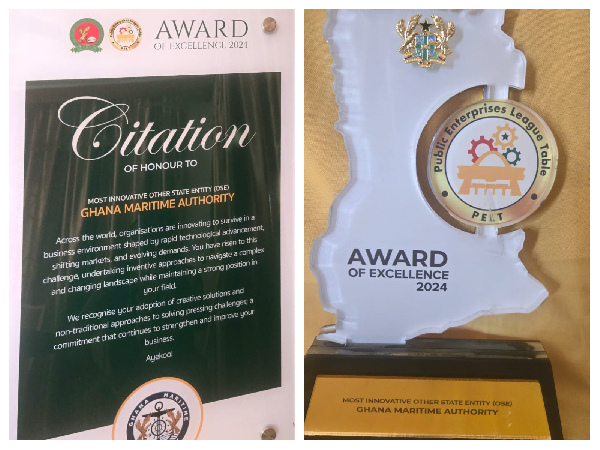 AWARD
OF EXCELLENCE 2024
Citation
OF HONOUR TO
MOST INNOVATIVE OTHER STATE ENTITY (OSE)
GHANA MARITIME AUTHORITY
Across the world, organisations are innovating to survive in a
business environment shaped by rapid technological advancement,
shifting markets, and evolving demands. You have risen to this
challenge, undertaking inventive approaches to navigate a complex
and changing landscape while maintaining a strong position in
your field.
We recognise your adoption of creative solutions and
non-traditional approaches to solving pressing challenges; a
commitment that continues to strengthen and improve your
business.
Ayekoo!
GHANA MARITIME
Public Enterprises League Table
PELT
AWARD
OF EXCELLENCE
2024
MOST INNOVATIVE OTHER STATE ENTITY (OSE)
GHANA MARITIME AUTHORITY